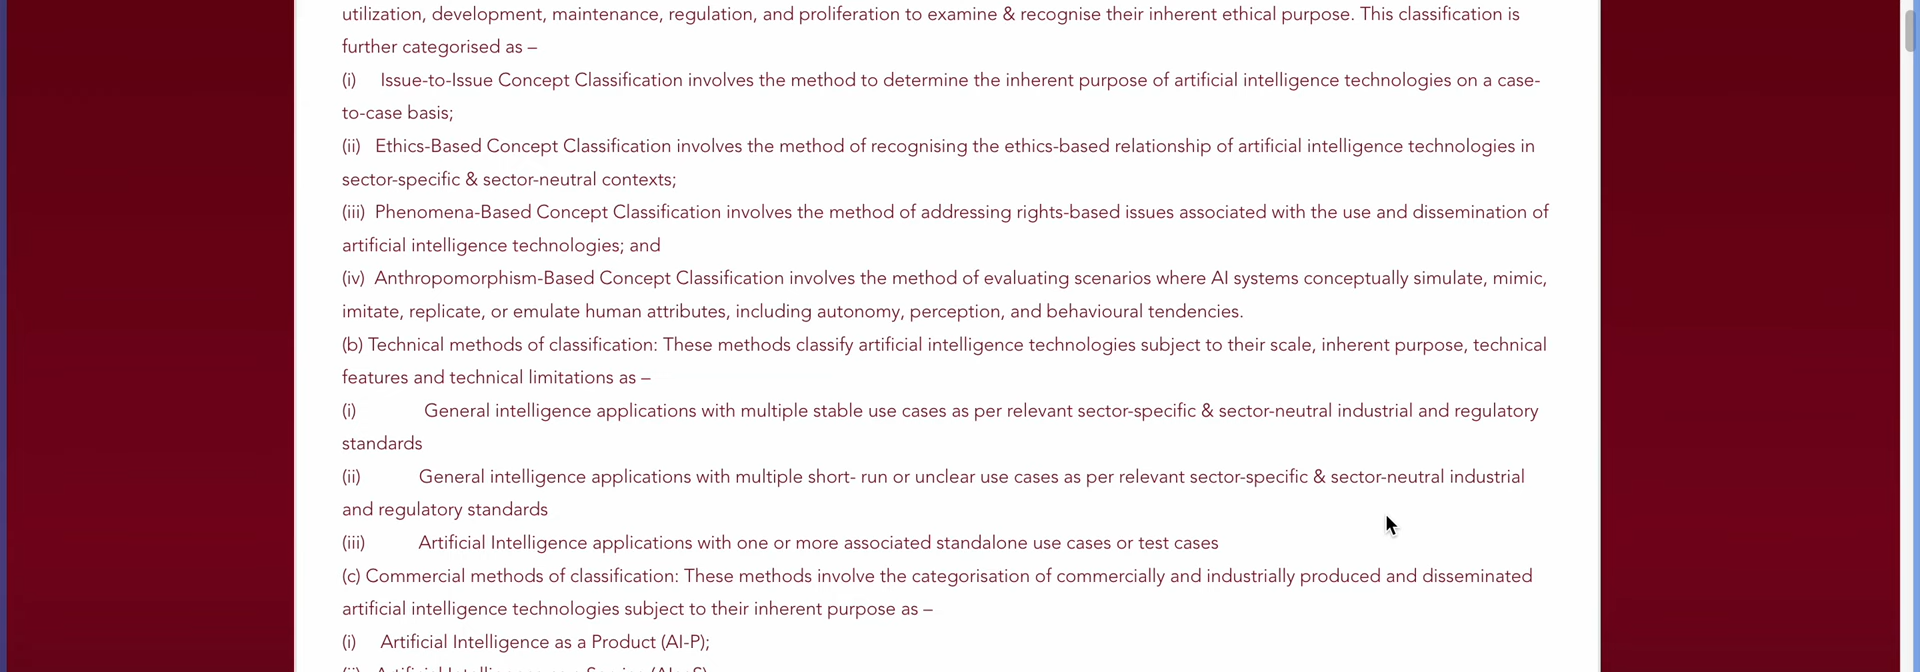 utilization, development, maintenance, regulation, and proliferation to examine & recognise their inherent ethical purpose. This classification is
further categorised as –
(i) Issue-to-Issue Concept Classification involves the method to determine the inherent purpose of artificial intelligence technologies on a case-
to-case basis;
(ii) Ethics-Based Concept Classification involves the method of recognising the ethics-based relationship of artificial intelligence technologies in
sector-specific & sector-neutral contexts;
(iii) Phenomena-Based Concept Classification involves the method of addressing rights-based issues associated with the use and dissemination of
artificial intelligence technologies; and
(iv) Anthropomorphism-Based Concept Classification involves the method of evaluating scenarios where AI systems conceptually simulate, mimic,
imitate, replicate, or emulate human attributes, including autonomy, perception, and behavioural tendencies.
(b) Technical methods of classification: These methods classify artificial intelligence technologies subject to their scale, inherent purpose, technical
features and technical limitations as –
(i) General intelligence applications with multiple stable use cases as per relevant sector-specific & sector-neutral industrial and regulatory
standards
(ii) General intelligence applications with multiple short- run or unclear use cases as per relevant sector-specific & sector-neutral industrial
and regulatory standards
(iii) Artificial Intelligence applications with one or more associated standalone use cases or test cases
(c) Commercial methods of classification: These methods involve the categorisation of commercially and industrially produced and disseminated
artificial intelligence technologies subject to their inherent purpose as –
(i) Artificial Intelligence as a Product (AI-P);
(ii) Artificial Intelligence as a Service